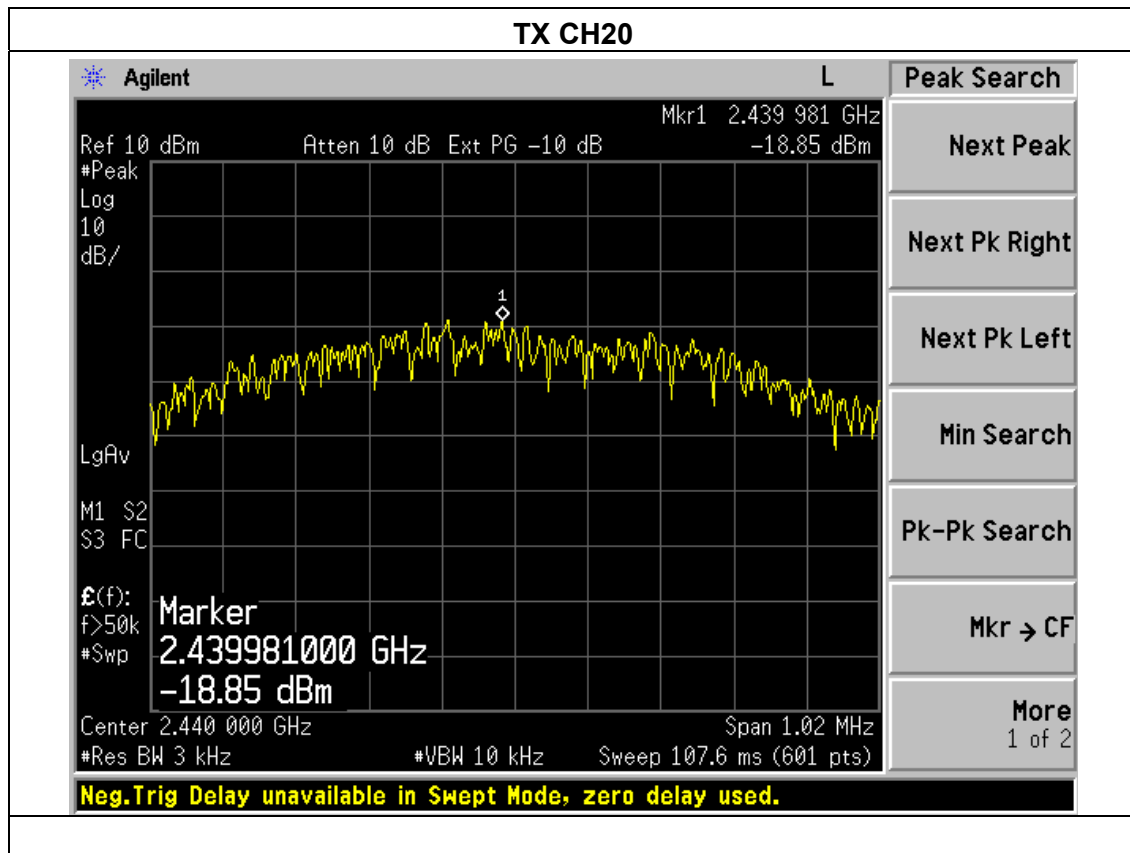 TX CH20
Agilent L Peak Search
Mkr1 2.439 981 GHz
Ref 10 dBm Atten 10 dB Ext PG -10 dB -18.85 dBm
#Peak
Log
10
dB/
1
LgAv
M1 S2
S3 FC
£(f):
f>50k
#Swp
Marker
2.439981000 GHz
-18.85 dBm
Center 2.440 000 GHz Span 1.02 MHz
#Res BW 3 kHz #VBW 10 kHz Sweep 107.6 ms (601 pts)
Neg.Trig Delay unavailable in Swept Mode, zero delay used.
Next Peak
Next Pk Right
Next Pk Left
Min Search
Pk-Pk Search
Mkr → CF
More
1 of 2